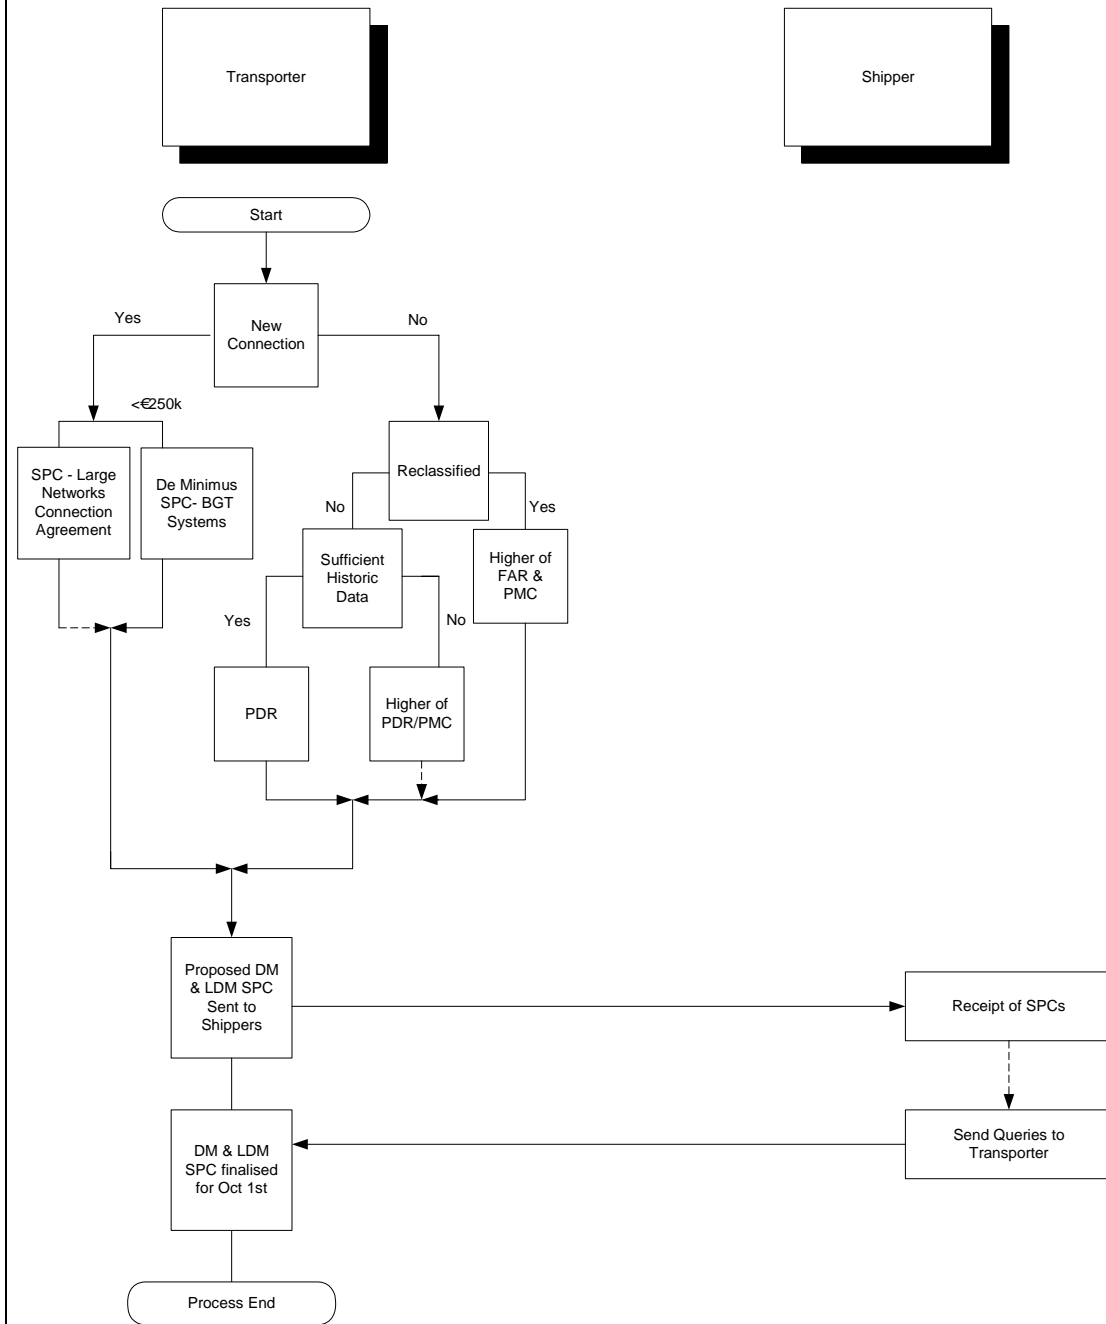 Transporter
Shipper
Start
New
Connection
Yes
No
<€250k
SPC - Large
Networks
Connection
Agreement
De Minimus
SPC- BGT
Systems
Reclassified
No
Yes
Sufficient
Historic
Data
Higher of
FAR &
PMC
Yes
No
PDR
Higher of
PDR/PMC
Proposed DM
& LDM SPC
Sent to
Shippers
Receipt of SPCs
DM & LDM
SPC finalised
for Oct 1st
Send Queries to
Transporter
Process End